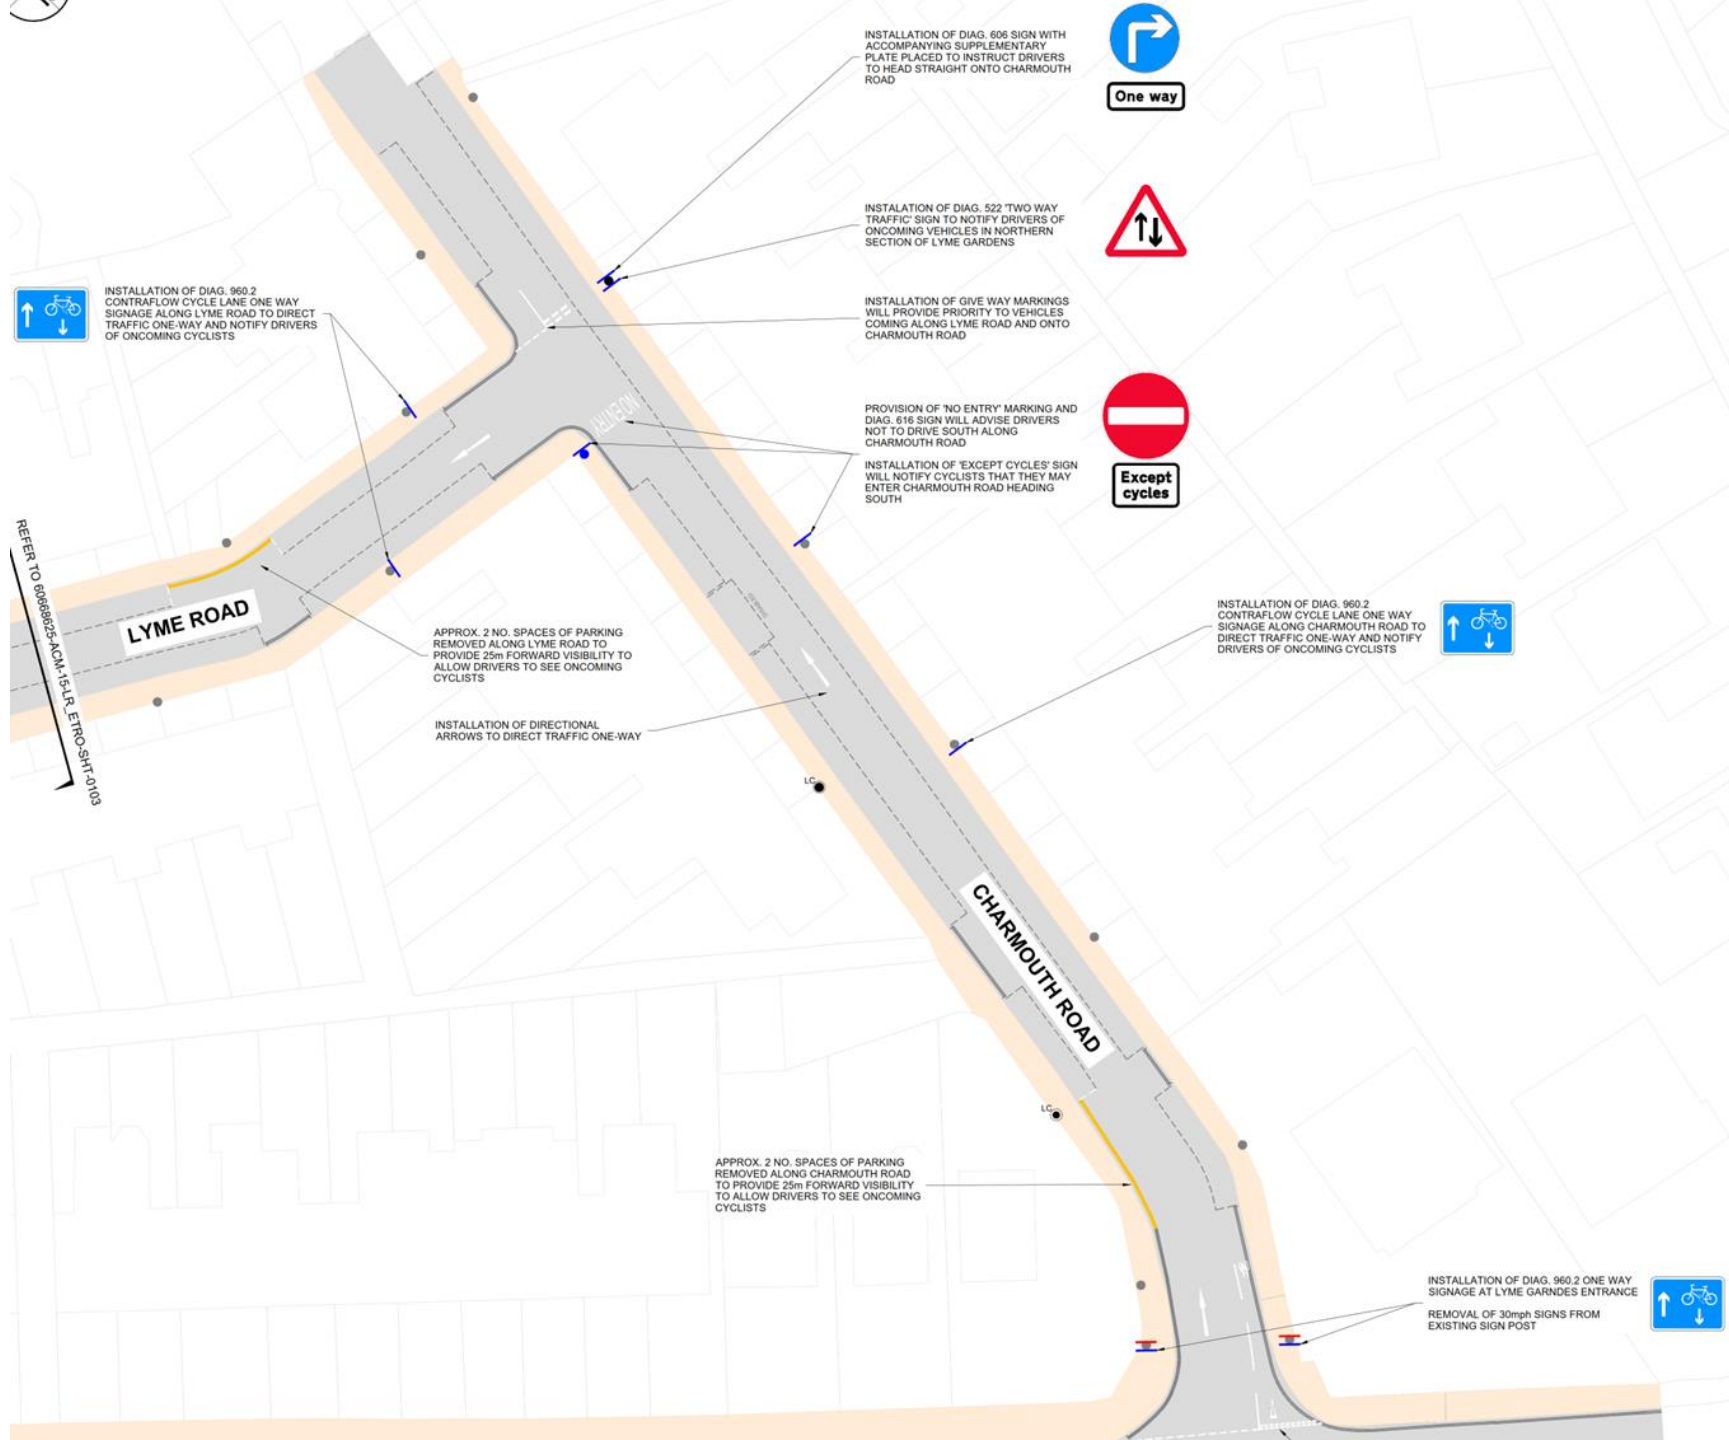 INSTALLATION OF DIAG. 606 SIGN WITH
ACCOMPANYING SUPPLEMENTARY
PLATE PLACED TO INSTRUCT DRIVERS
TO HEAD STRAIGHT ONTO CHARMOUTH
ROAD
One way
INSTALATION OF DIAG. 522 'TWO WAY
TRAFFIC' SIGN TO NOTIFY DRIVERS OF
ONCOMING VEHICLES IN NORTHERN
SECTION OF LYME GARDENS
INSTALLATION OF DIAG. 960.2
CONTRAFLOW CYCLE LANE ONE WAY
SIGNAGE ALONG LYME ROAD TO DIRECT
TRAFFIC ONE-WAY AND NOTIFY DRIVERS
OF ONCOMING CYCLISTS
INSTALLATION OF GIVE WAY MARKINGS
WILL PROVIDE PRIORITY TO VEHICLES
COMING ALONG LYME ROAD AND ONTO
CHARMOUTH ROAD
NO ENTRY
PROVISION OF 'NO ENTRY' MARKING AND
DIAG. 616 SIGN WILL ADVISE DRIVERS
NOT TO DRIVE SOUTH ALONG
CHARMOUTH ROAD
INSTALLATION OF 'EXCEPT CYCLES' SIGN
WILL NOTIFY CYCLISTS THAT THEY MAY
ENTER CHARMOUTH ROAD HEADING
SOUTH
Except
cycles
REFER TO 60668625-ACM-15-LR_ETRO-SHT-0103
LYME ROAD
APPROX. 2 NO. SPACES OF PARKING
REMOVED ALONG LYME ROAD TO
PROVIDE 25m FORWARD VISIBILITY TO
ALLOW DRIVERS TO SEE ONCOMING
CYCLISTS
INSTALLATION OF DIAG. 960.2
CONTRAFLOW CYCLE LANE ONE WAY
SIGNAGE ALONG CHARMOUTH ROAD TO
DIRECT TRAFFIC ONE-WAY AND NOTIFY
DRIVERS OF ONCOMING CYCLISTS
INSTALLATION OF DIRECTIONAL
ARROWS TO DIRECT TRAFFIC ONE-WAY
LC
CHARMOUTH ROAD
LC
APPROX. 2 NO. SPACES OF PARKING
REMOVED ALONG CHARMOUTH ROAD
TO PROVIDE 25m FORWARD VISIBILITY
TO ALLOW DRIVERS TO SEE ONCOMING
CYCLISTS
INSTALLATION OF DIAG. 960.2 ONE WAY
SIGNAGE AT LYME GARNDES ENTRANCE
REMOVAL OF 30mph SIGNS FROM
EXISTING SIGN POST